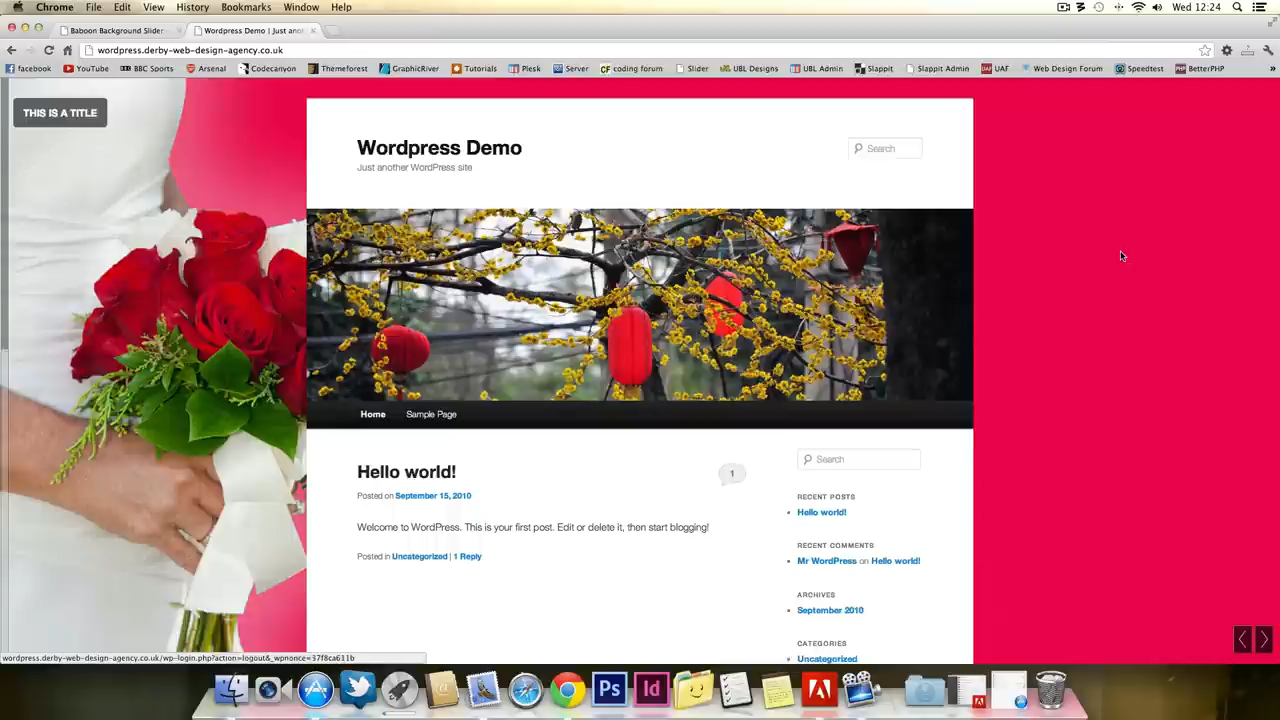 Chrome File Edit View History Bookmarks Window Help Wed 12:24
Baboon Background Slider Wordpress Demo | Just ano
wordpress.derby-web-design-agency.co.uk
facebook YouTube BBC Sports Arsenal Codecanyon Themeforest GraphicRiver Tutorials Plesk Server coding forum Slider UBL Designs UBL Admin Slappit Slappit Admin UAF Web Design Forum Speedtest BetterPHP »
THIS IS A TITLE
Wordpress Demo
Just another WordPress site
Search
Home Sample Page
Hello world!
1
Posted on September 15, 2010
Welcome to WordPress. This is your first post. Edit or delete it, then start blogging!
Posted in Uncategorized | 1 Reply
Search
RECENT POSTS
Hello world!
RECENT COMMENTS
Mr WordPress on Hello world!
ARCHIVES
September 2010
CATEGORIES
Uncategorized
wordpress.derby-web-design-agency.co.uk/wp-login.php?action=logout&_wpnonce=37f8ca611b
Ps Id